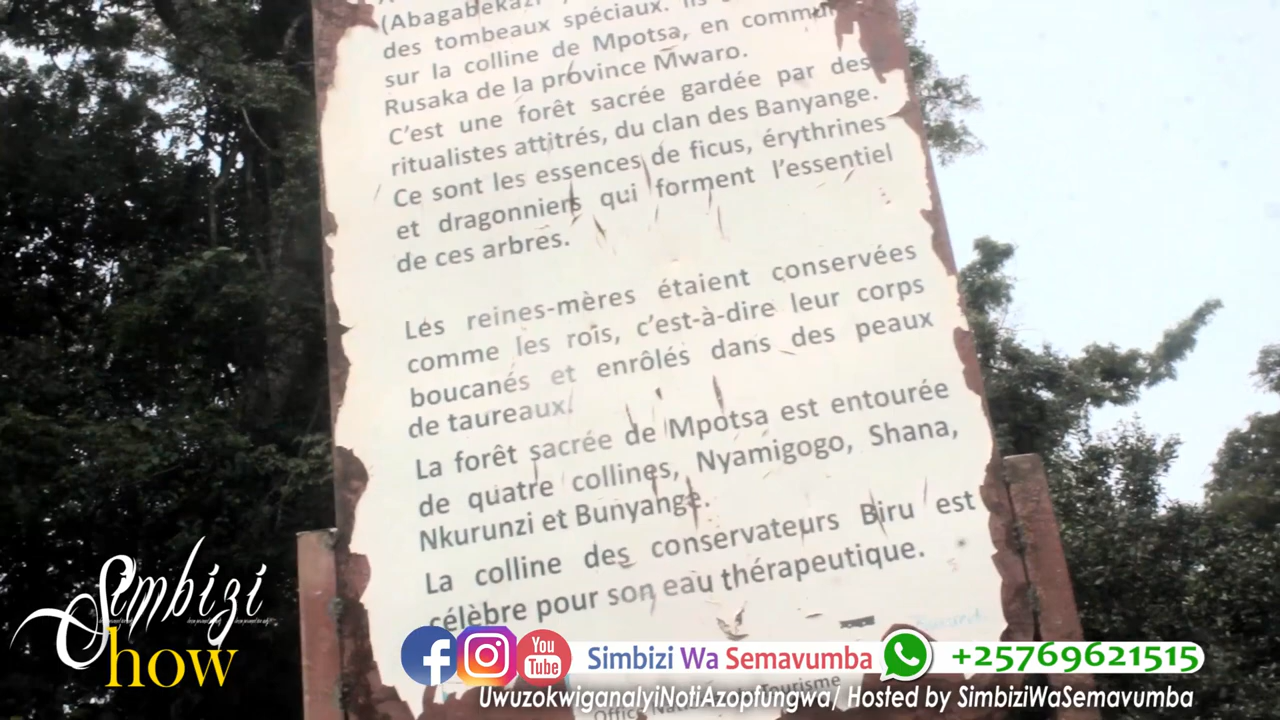 (Abagabekazi
des tombeaux spéciaux. Ils
sur la colline de Mpotsa, en commun
Rusaka de la province Mwaro.
C'est une forêt sacrée gardée par des
ritualistes attitrés, du clan des Banyange.
Ce sont les essences de ficus, érythrines
et dragonniers qui forment l'essentiel
de ces arbres.
Les reines-mères étaient conservées
comme les rois, c'est-à-dire leur corps
boucanés et enrôlés dans des peaux
de taureaux.
La forêt sacrée de Mpotsa est entourée
de quatre collines, Nyamigogo, Shana,
Nkurunzi et Bunyange.
La colline des conservateurs Biru est
célèbre pour son eau thérapeutique.
Simbizi
Show
You
Tube
Simbizi Wa Semavumba
+25769621515
UwuzokwiganaIyiNotiAzopfungwa/ Hosted by SimbiziWaSemavumba
Tourisme